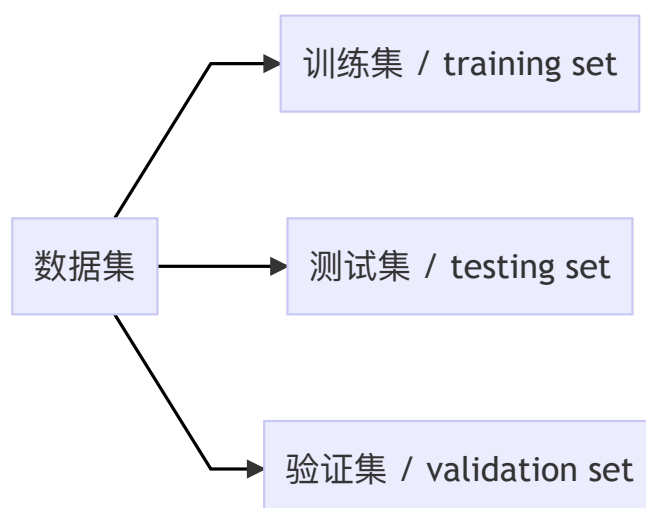 训练集 / training set
数据集
测试集 / testing set
验证集 / validation set